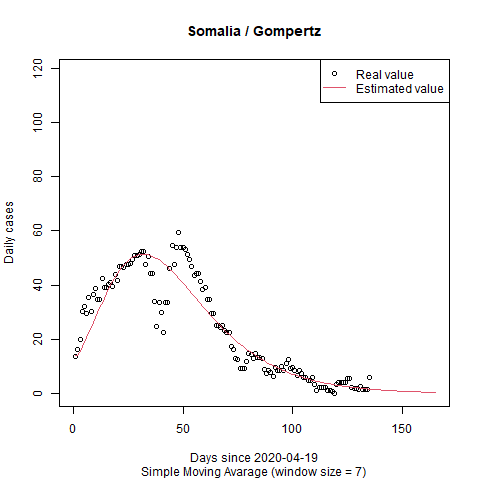 Somalia / Gompertz
Real value
Estimated value
Daily cases
120
100
80
60
40
20
0
0 50 100 150
Days since 2020-04-19
Simple Moving Avarage (window size = 7)